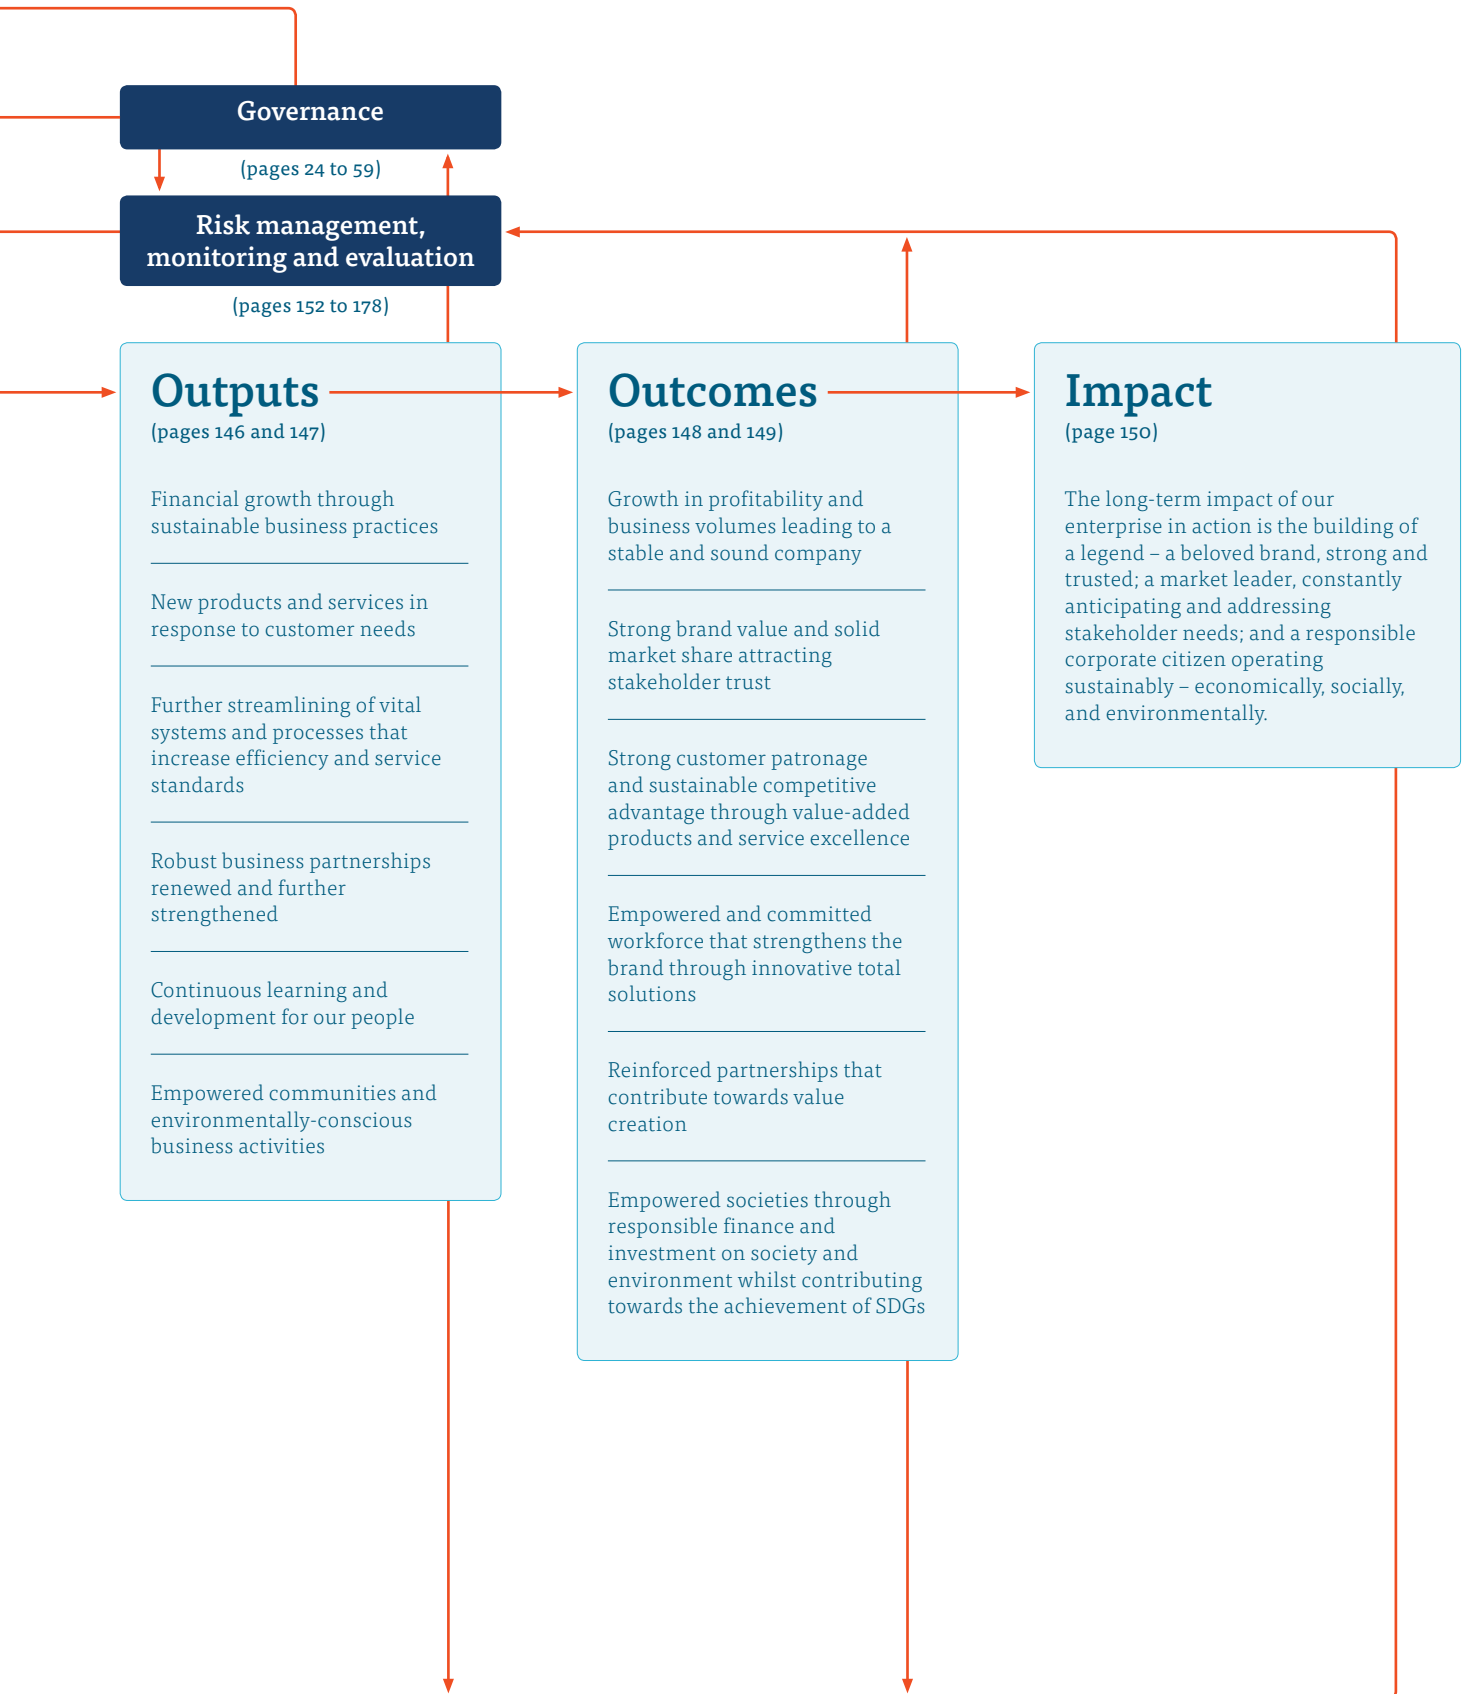 Governance
(pages 24 to 59)
Risk management,
monitoring and evaluation
(pages 152 to 178)
Outputs
(pages 146 and 147)
Financial growth through
sustainable business practices
New products and services in
response to customer needs
Further streamlining of vital
systems and processes that
increase efficiency and service
standards
Robust business partnerships
renewed and further
strengthened
Continuous learning and
development for our people
Empowered communities and
environmentally-conscious
business activities
Outcomes
(pages 148 and 149)
Growth in profitability and
business volumes leading to a
stable and sound company
Strong brand value and solid
market share attracting
stakeholder trust
Strong customer patronage
and sustainable competitive
advantage through value-added
products and service excellence
Empowered and committed
workforce that strengthens the
brand through innovative total
solutions
Reinforced partnerships that
contribute towards value
creation
Empowered societies through
responsible finance and
investment on society and
environment whilst contributing
towards the achievement of SDGs
Impact
(page 150)
The long-term impact of our
enterprise in action is the building of
a legend – a beloved brand, strong and
trusted; a market leader, constantly
anticipating and addressing
stakeholder needs; and a responsible
corporate citizen operating
sustainably – economically, socially,
and environmentally.